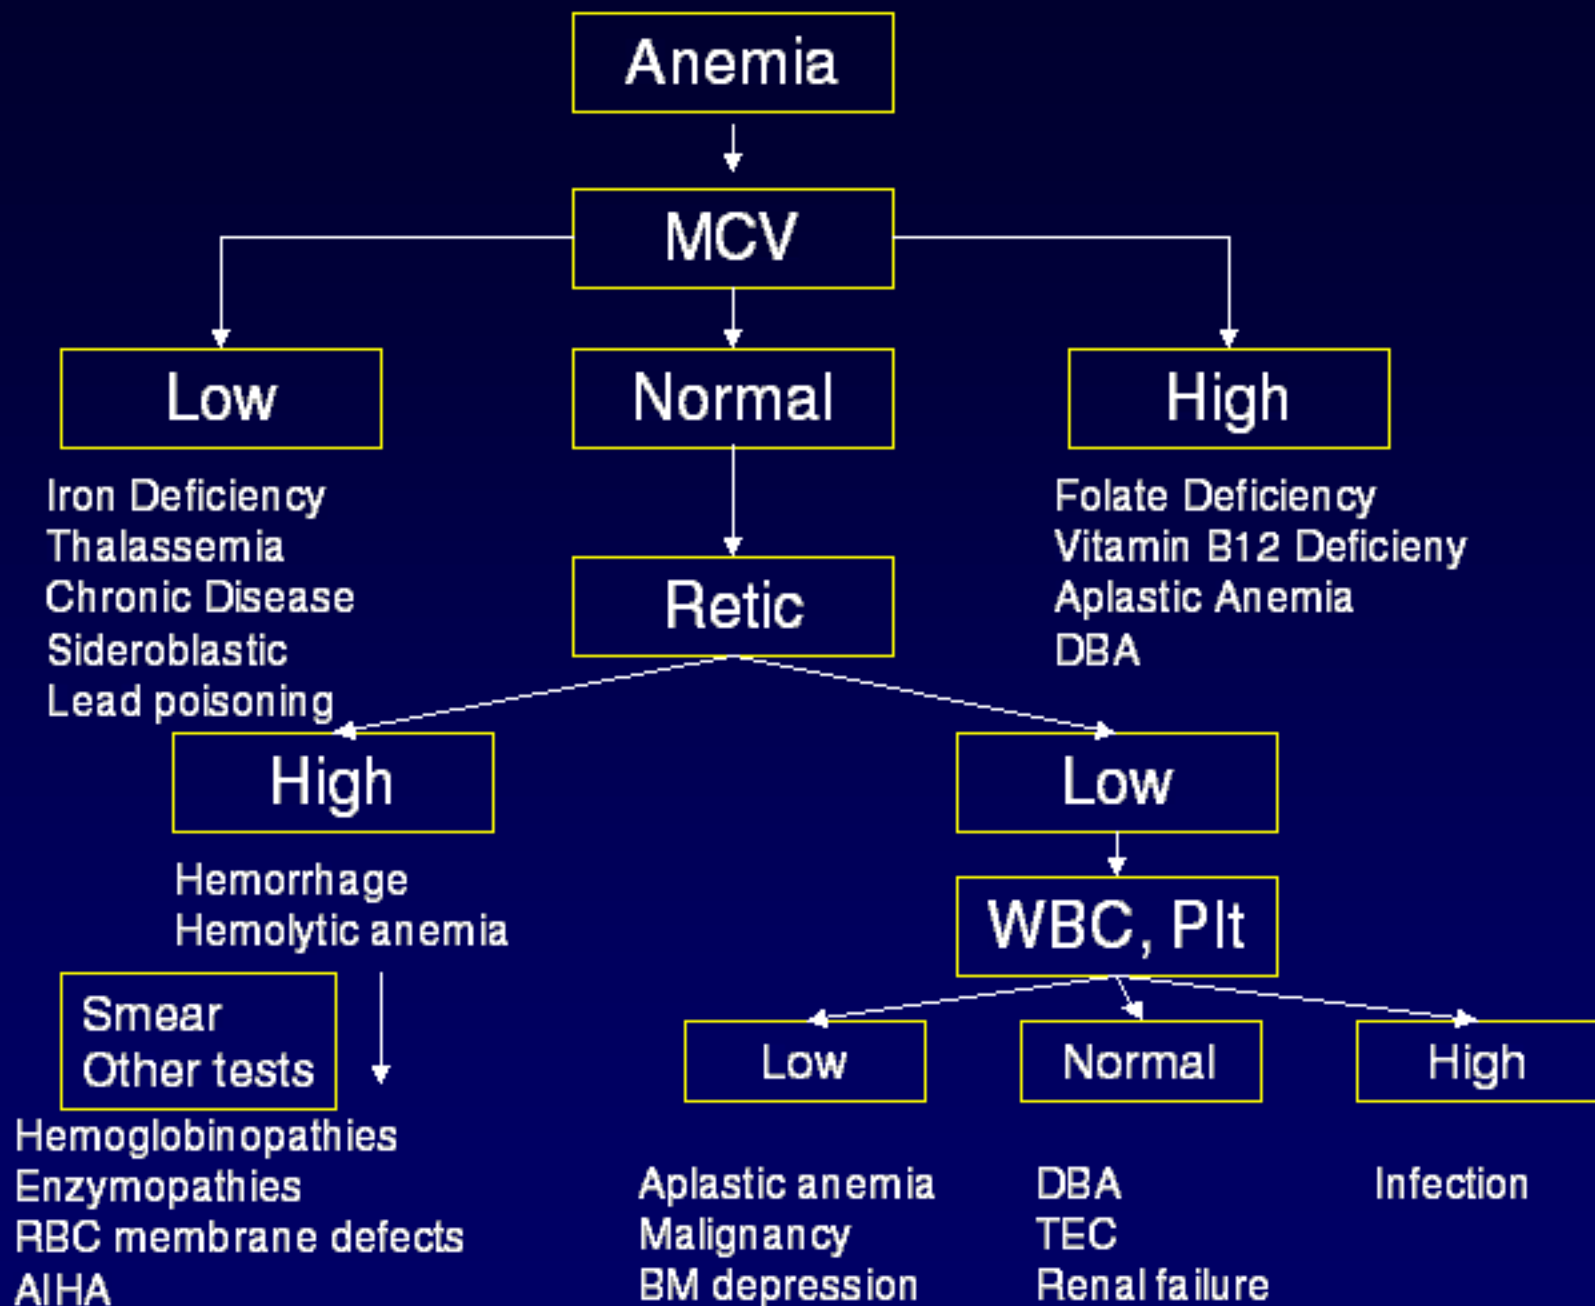 Anemia
MCV
Low
Normal
High
Iron Deficiency
Thalassemia
Chronic Disease
Sideroblastic
Lead poisoning
Folate Deficiency
Vitamin B12 Deficieny
Aplastic Anemia
DBA
Retic
High
Low
Hemorrhage
Hemolytic anemia
WBC, Plt
Smear
Other tests
Low
Normal
High
Hemoglobinopathies
Enzymopathies
RBC membrane defects
AIHA
Aplastic anemia
Malignancy
BM depression
DBA
TEC
Renal failure
Infection